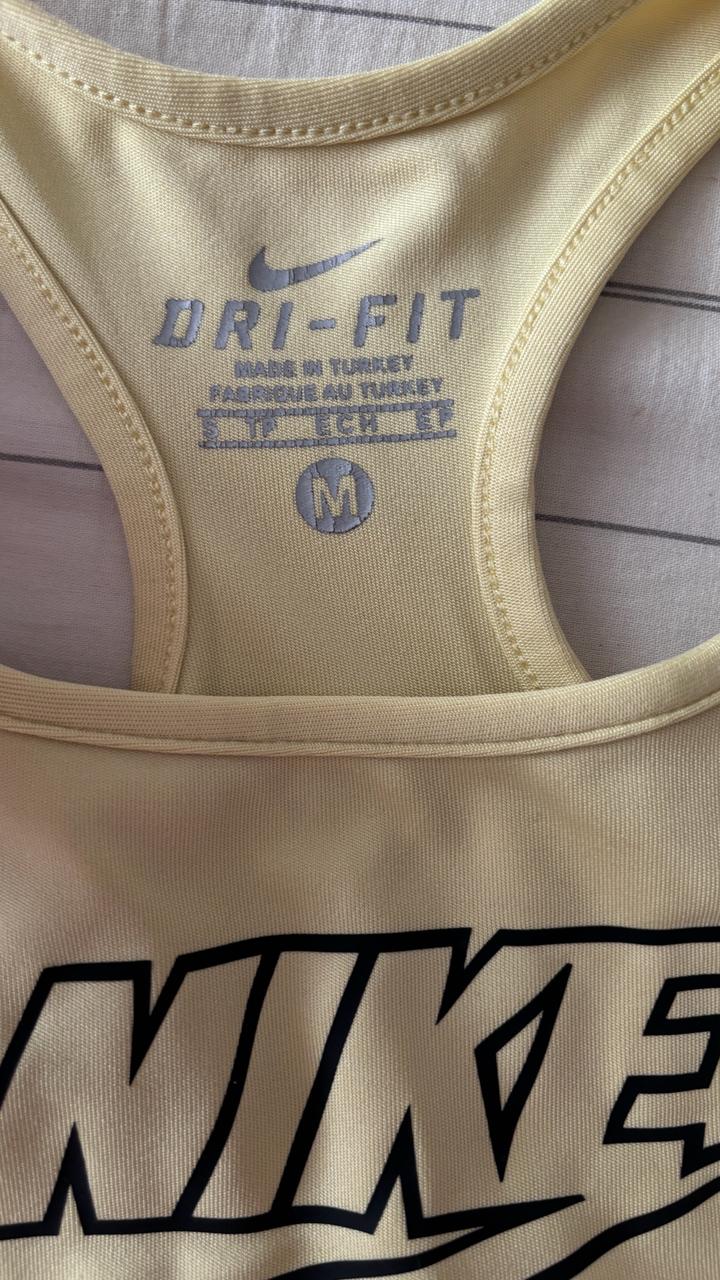 DRI-FIT
MADE IN TURKEY
FABRIQUE AU TURKEY
S TP ECH EP
M
NIKE